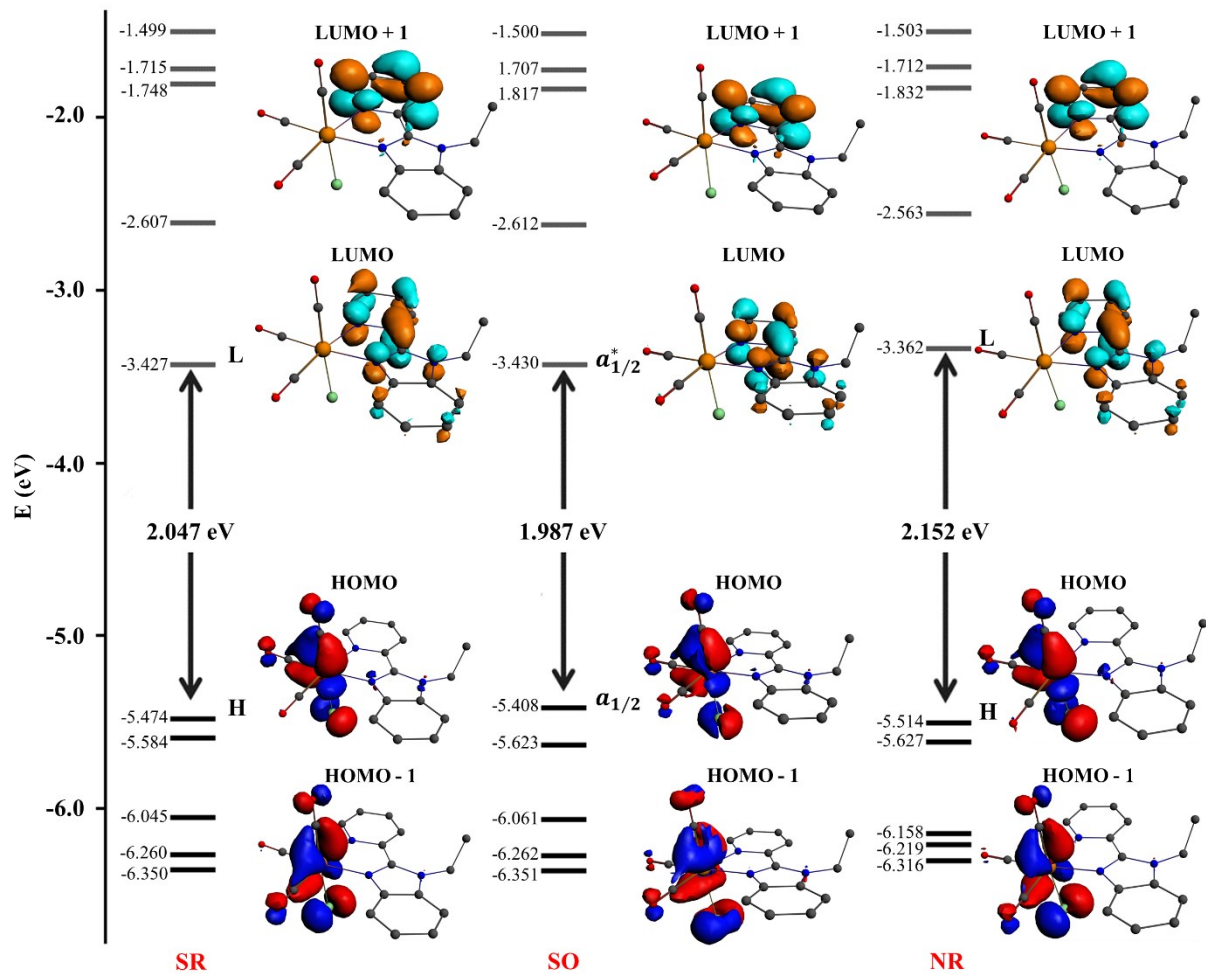 E (eV)
-2.0
-3.0
-4.0
-5.0
-6.0
-1.499
-1.715
-1.748
-2.607
-3.427
L
2.047 eV
H
-5.474
-5.584
-6.045
-6.260
-6.350
SR
LUMO + 1
LUMO
HOMO
HOMO - 1
-1.500
1.707
1.817
-2.612
-3.430
a*1/2
1.987 eV
a1/2
-5.408
-5.623
-6.061
-6.262
-6.351
SO
LUMO + 1
LUMO
HOMO
HOMO - 1
-1.503
-1.712
-1.832
-2.563
L
-3.362
2.152 eV
H
-5.514
-5.627
-6.158
-6.219
-6.316
NR
LUMO + 1
LUMO
HOMO
HOMO - 1